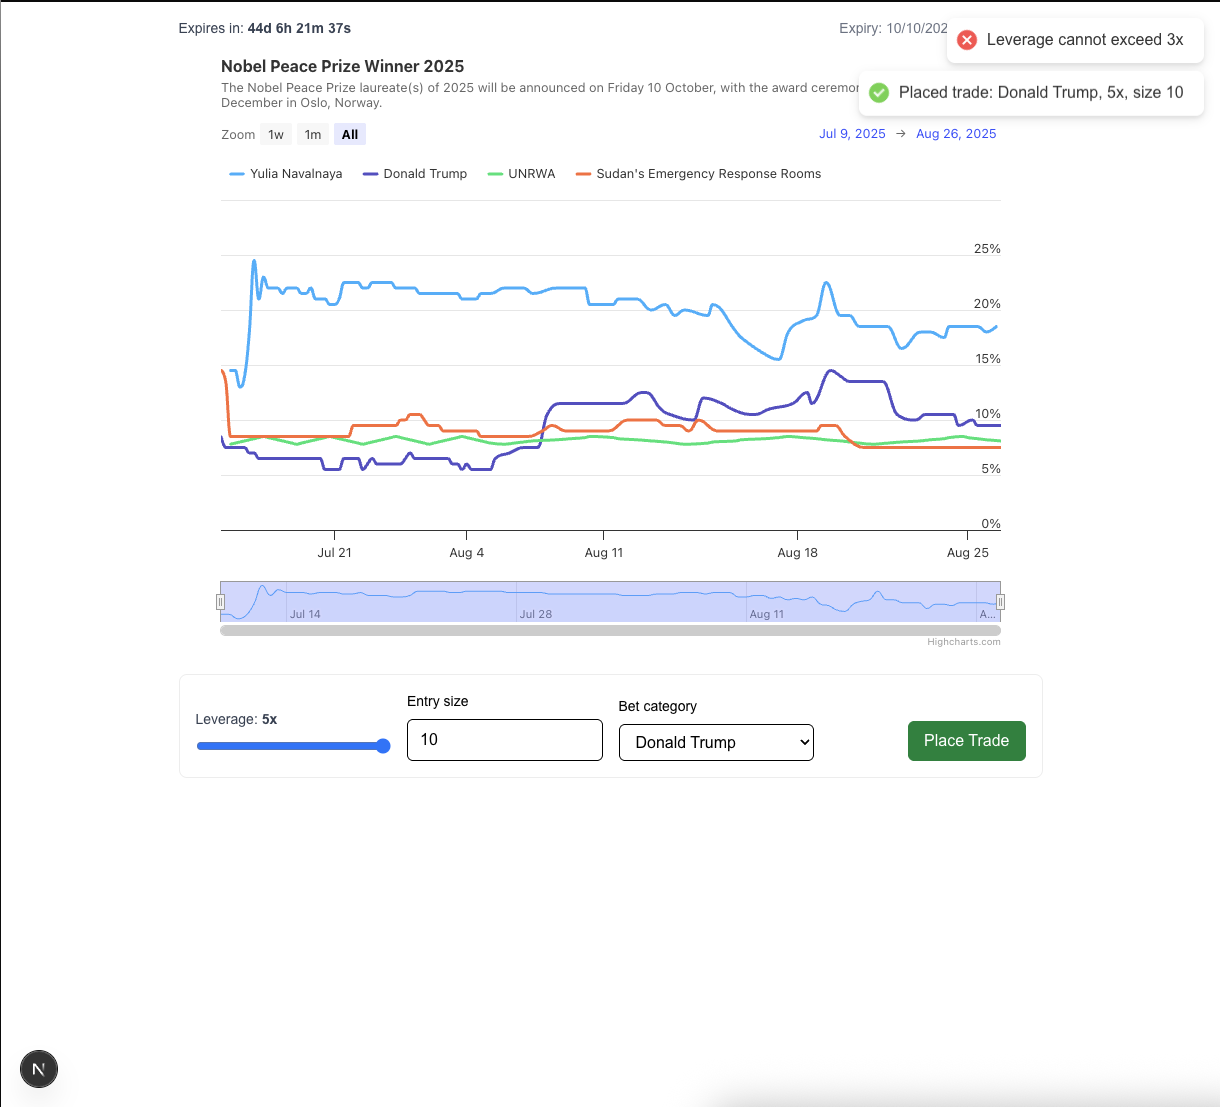 Expires in: 44d 6h 21m 37s
Expiry: 10/10/202
Leverage cannot exceed 3x
Placed trade: Donald Trump, 5x, size 10
Nobel Peace Prize Winner 2025
The Nobel Peace Prize laureate(s) of 2025 will be announced on Friday 10 October, with the award
December in Oslo, Norway.
Zoom 1w 1m All
Jul 9, 2025 → Aug 26, 2025
Yulia Navalnaya Donald Trump UNRWA Sudan's Emergency Response Rooms
25%
20%
15%
10%
5%
0%
Jul 21 Aug 4 Aug 11 Aug 18 Aug 25
Jul 14 Jul 28 Aug 11 A...
Highcharts.com
Leverage: 5x
Entry size
10
Bet category
Donald Trump
Place Trade
N